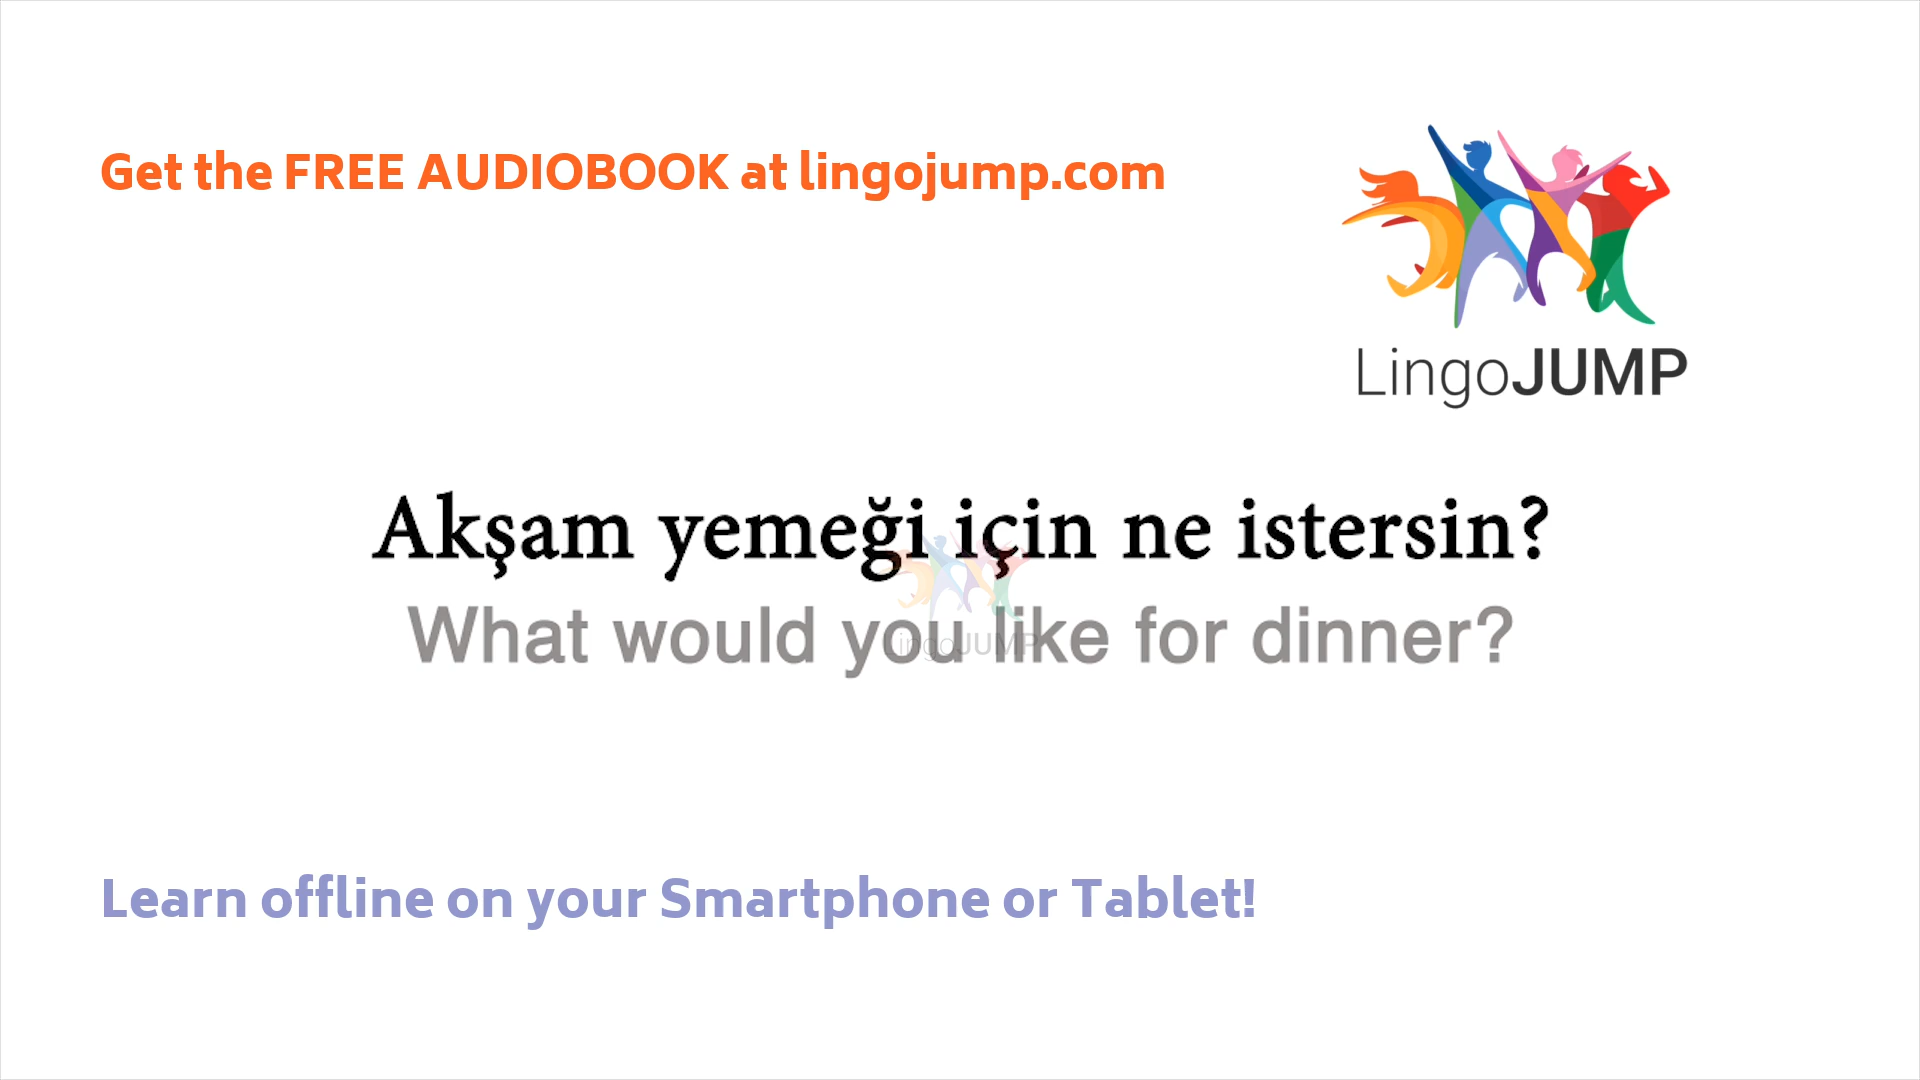 Get the FREE AUDIOBOOK at lingojump.com
LingoJUMP
Akşam yemeği için ne istersin?
What would you like for dinner?
LingoJUMP
Learn offline on your Smartphone or Tablet!